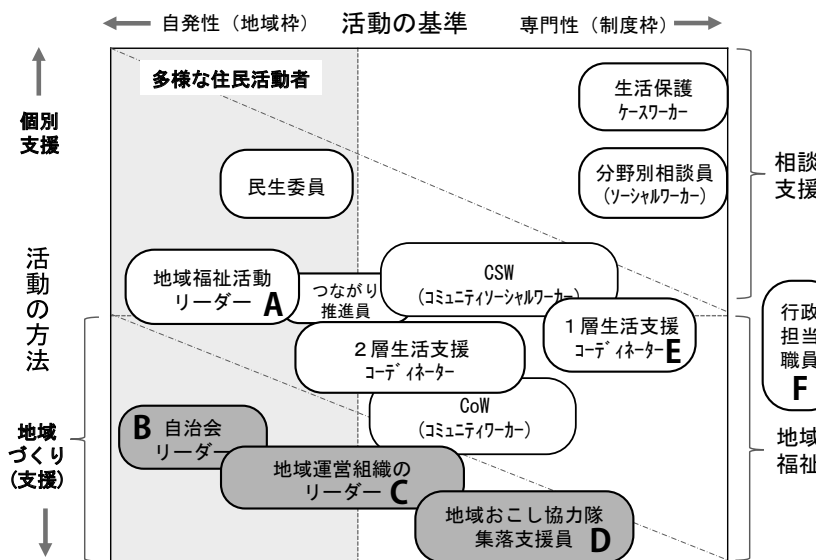 自発性（地域枠） 活動の基準 専門性（制度枠）
多様な住民活動者
個別
支援
生活保護
ｹｰｽﾜｰｶｰ
民生委員
分野別相談員
(ｿｰｼｬﾙﾜｰｶｰ)
相談
支援
活動の方法
地域福祉活動
リーダー A
つながり
推進員
CSW
(ｺﾐｭﾆﾃｨｿｰｼｬﾙﾜｰｶｰ)
２層生活支援
ｺｰﾃﾞｨﾈｰﾀｰ
１層生活支援
ｺｰﾃﾞｨﾈｰﾀｰ E
行政
担当
職員
F
地域
づくり
(支援)
B 自治会
リーダー
CoW
(ｺﾐｭﾆﾃｨﾜｰｶｰ)
地域運営組織の
リーダー C
地域おこし協力隊
集落支援員 D
地域
福祉